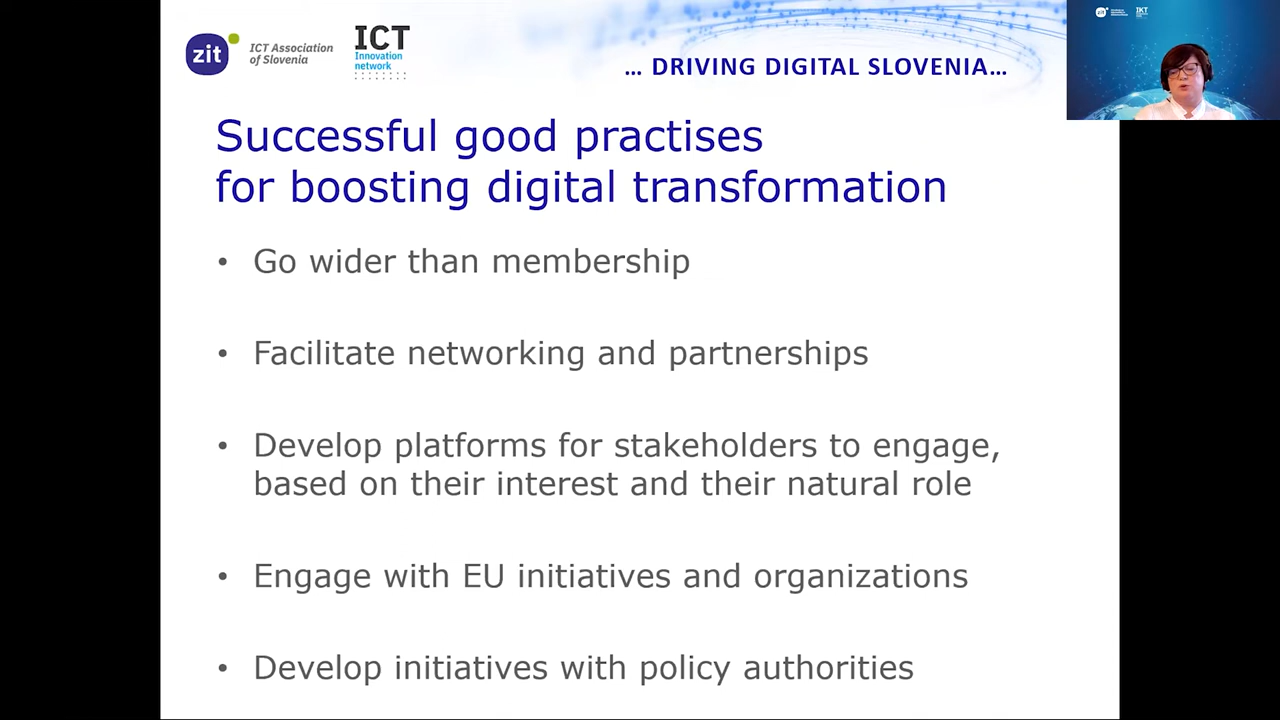 zit
ICT Association
of Slovenia
ICT
Innovation
network
... DRIVING DIGITAL SLOVENIA...
Successful good practises
for boosting digital transformation
• Go wider than membership
• Facilitate networking and partnerships
• Develop platforms for stakeholders to engage,
based on their interest and their natural role
• Engage with EU initiatives and organizations
• Develop initiatives with policy authorities
zit
IKT